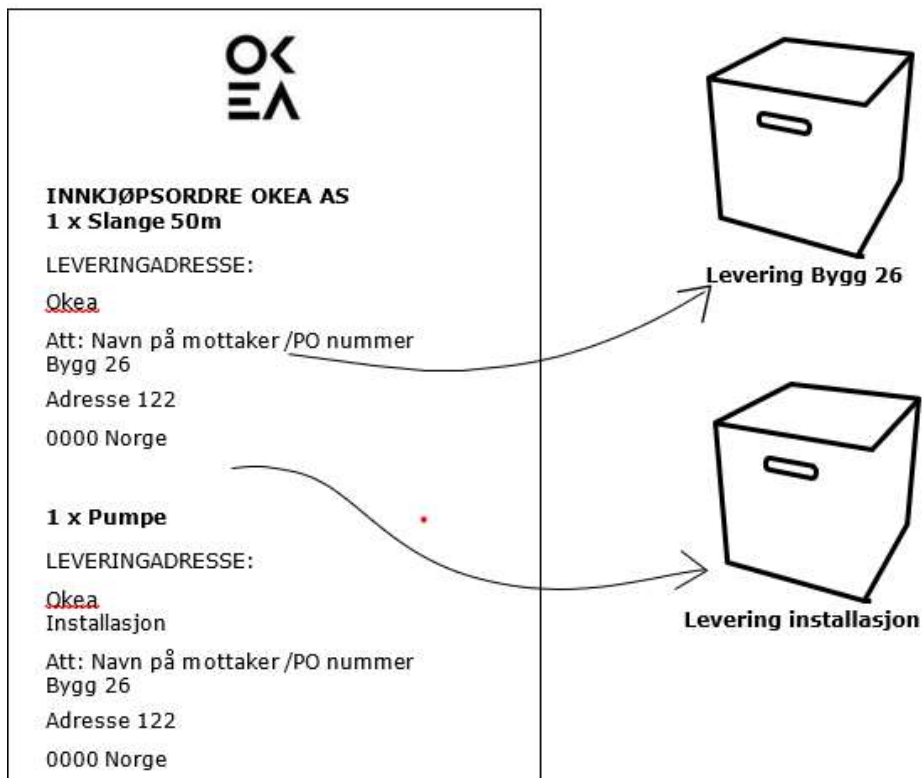 OKEA
INNKJØPSORDRE OKEA AS
1 x Slange 50m
LEVERINGADRESSE:
Okea
Att: Navn på mottaker /PO nummer
Bygg 26
Adresse 122
0000 Norge
1 x Pumpe
LEVERINGADRESSE:
Okea
Installasjon
Att: Navn på mottaker /PO nummer
Bygg 26
Adresse 122
0000 Norge
Levering Bygg 26
Levering installasjon